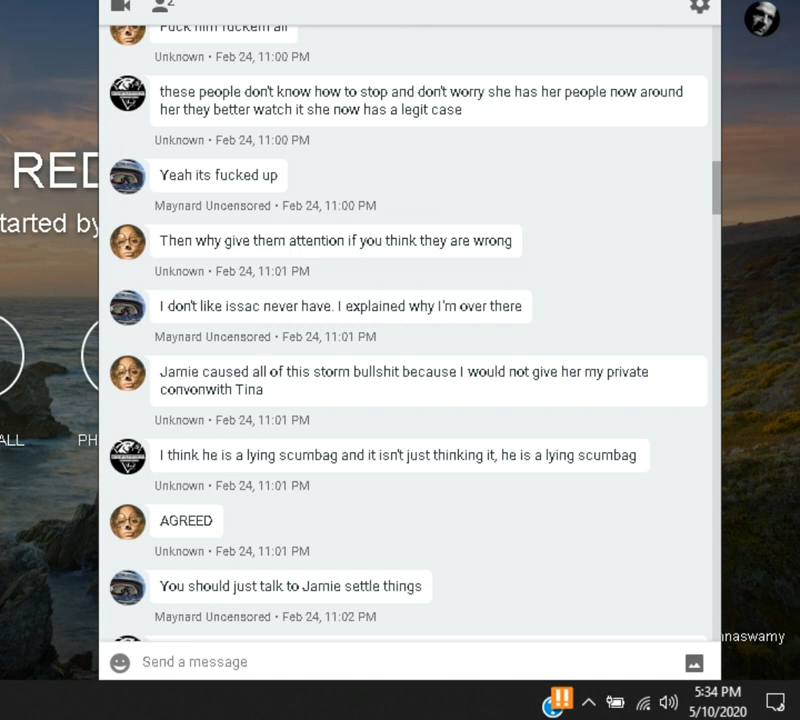 2
Fuck him fuckem all
Unknown • Feb 24, 11:00 PM
these people don't know how to stop and don't worry she has her people now around
her they better watch it she now has a legit case
Unknown • Feb 24, 11:00 PM
RED
Yeah its fucked up
tarted by
Maynard Uncensored • Feb 24, 11:00 PM
Then why give them attention if you think they are wrong
Unknown • Feb 24, 11:01 PM
I don't like issac never have. I explained why I'm over there
Maynard Uncensored • Feb 24, 11:01 PM
Jamie caused all of this storm bullshit because I would not give her my private
convonwith Tina
Unknown • Feb 24, 11:01 PM
ALL
PH
I think he is a lying scumbag and it isn't just thinking it, he is a lying scumbag
Unknown • Feb 24, 11:01 PM
AGREED
Unknown • Feb 24, 11:01 PM
You should just talk to Jamie settle things
Maynard Uncensored • Feb 24, 11:02 PM
nnaswamy
Send a message
5:34 PM
5/10/2020